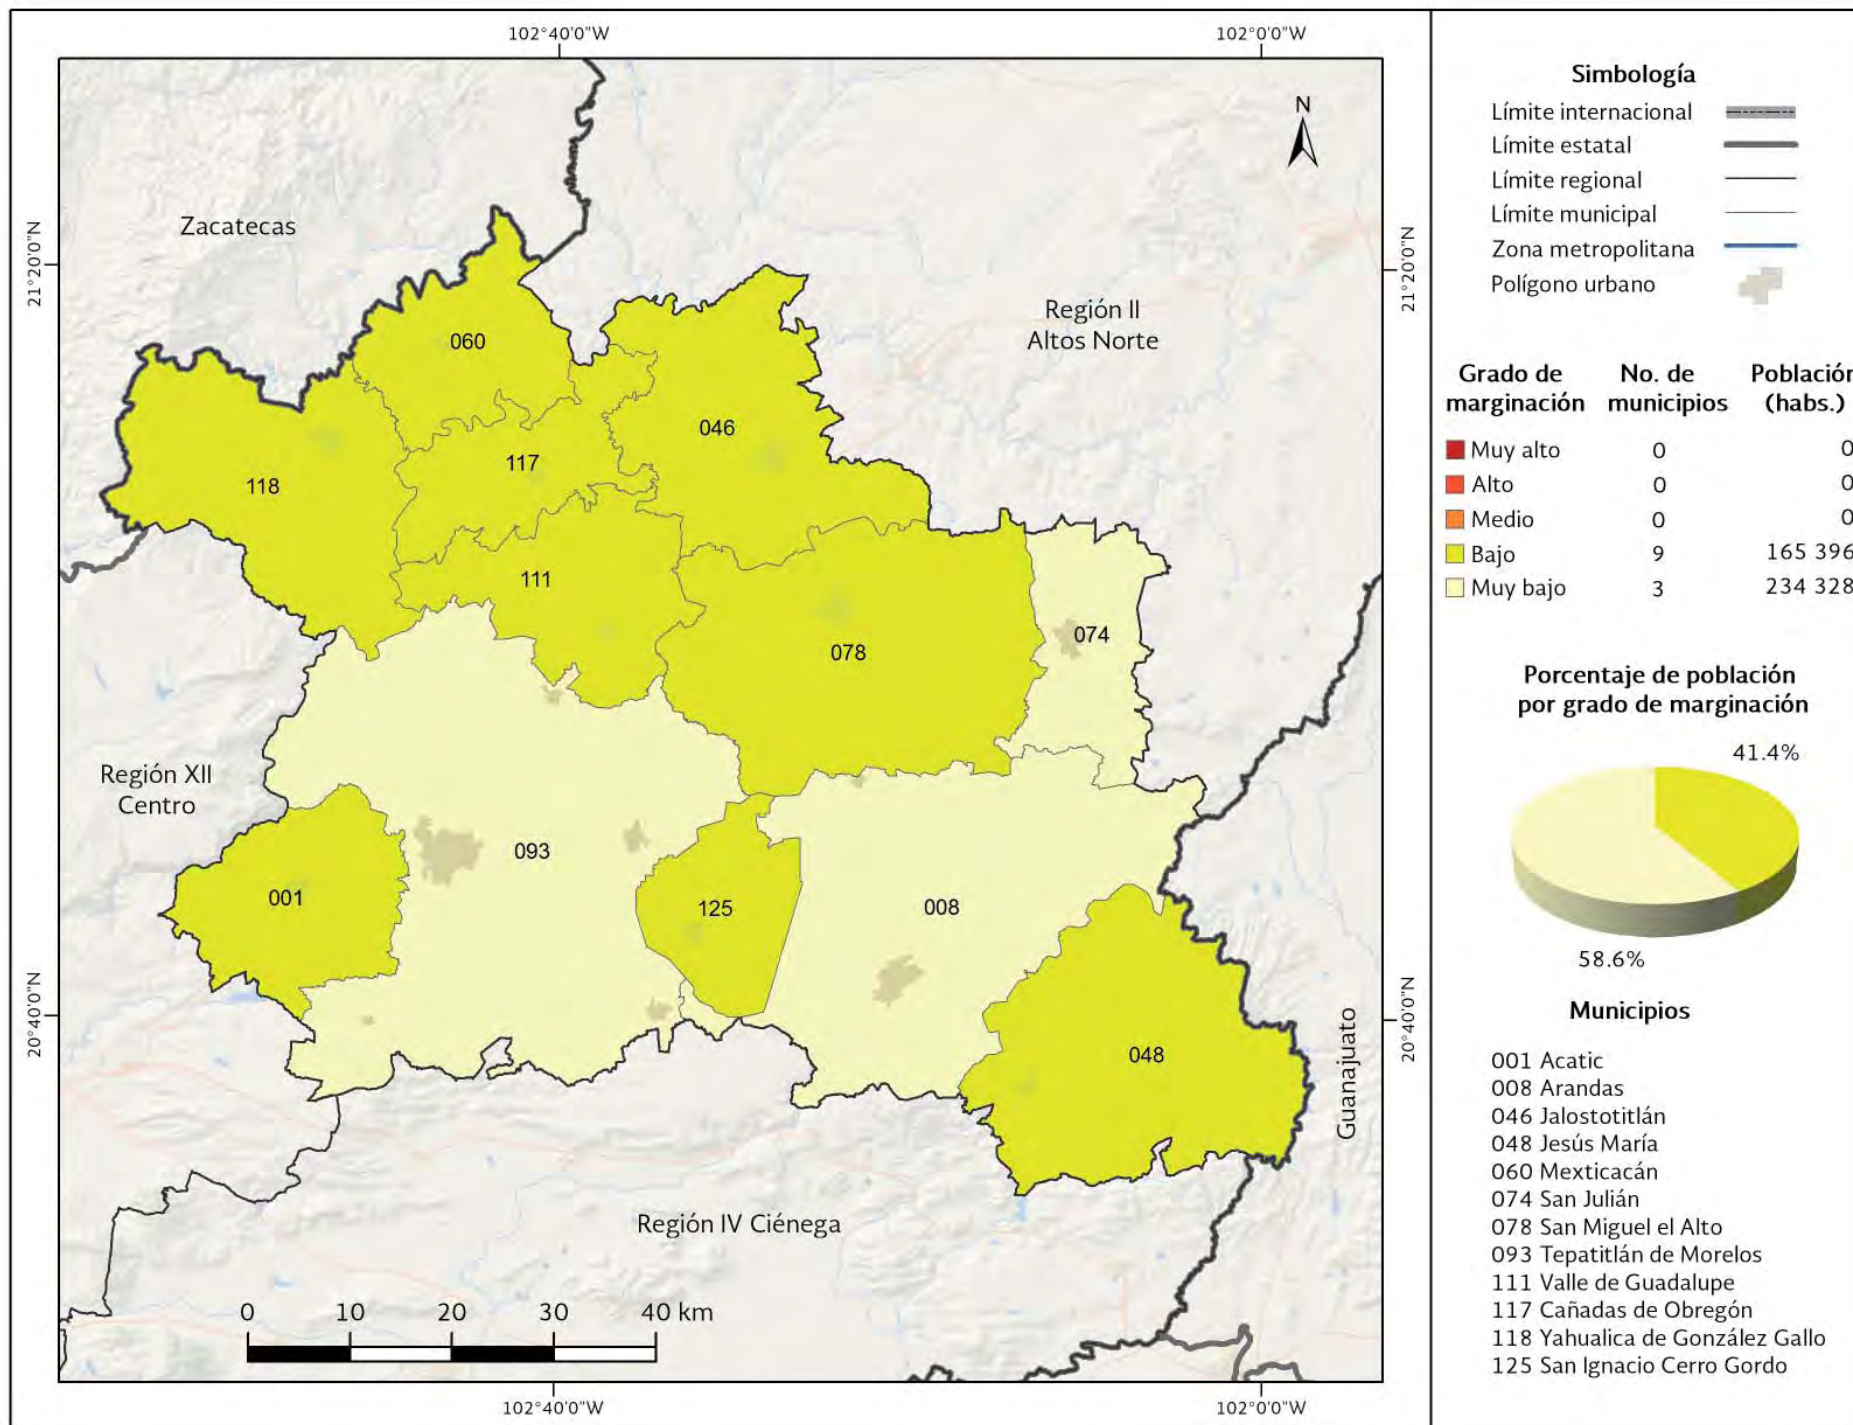 102°40'0"W
102°0'0"W
N
21°20'0"N
21°20'0"N
Zacatecas
Región II
Altos Norte
060
046
117
118
111
074
078
Región XII
Centro
093
001
125
008
20°40'0"N
20°40'0"N
048
Guanajuato
Región IV Ciénega
0 10 20 30 40 km
102°40'0"W
102°0'0"W
Simbología
Límite internacional
Límite estatal
Límite regional
Límite municipal
Zona metropolitana
Polígono urbano
Grado de marginación
No. de municipios
Población (habs.)
Muy alto 0 0
Alto 0 0
Medio 0 0
Bajo 9 165 396
Muy bajo 3 234 328
Porcentaje de población
por grado de marginación
41.4%
58.6%
Municipios
001 Acatic
008 Arandas
046 Jalostotitlán
048 Jesús María
060 Mexticacán
074 San Julián
078 San Miguel el Alto
093 Tepatitlán de Morelos
111 Valle de Guadalupe
117 Cañadas de Obregón
118 Yahualica de González Gallo
125 San Ignacio Cerro Gordo